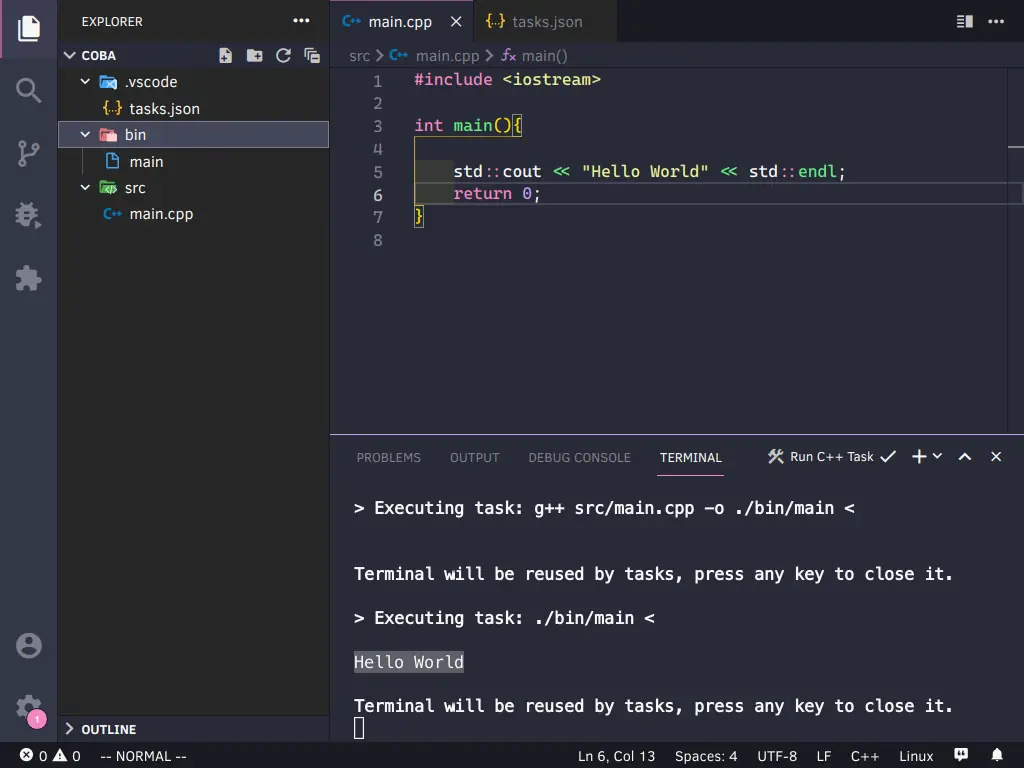 EXPLORER
COBA
.vscode
{..} tasks.json
bin
main
src
C++ main.cpp
OUTLINE
C++ main.cpp
{..} tasks.json
src > C++ main.cpp > fx main()
1 #include <iostream>
2
3 int main(){
4
5 std::cout << "Hello World" << std::endl;
6 return 0;
7 }
8
PROBLEMS OUTPUT DEBUG CONSOLE TERMINAL Run C++ Task
> Executing task: g++ src/main.cpp -o ./bin/main <
Terminal will be reused by tasks, press any key to close it.
> Executing task: ./bin/main <
Hello World
Terminal will be reused by tasks, press any key to close it.
1
0 0 -- NORMAL -- Ln 6, Col 13 Spaces: 4 UTF-8 LF C++ Linux